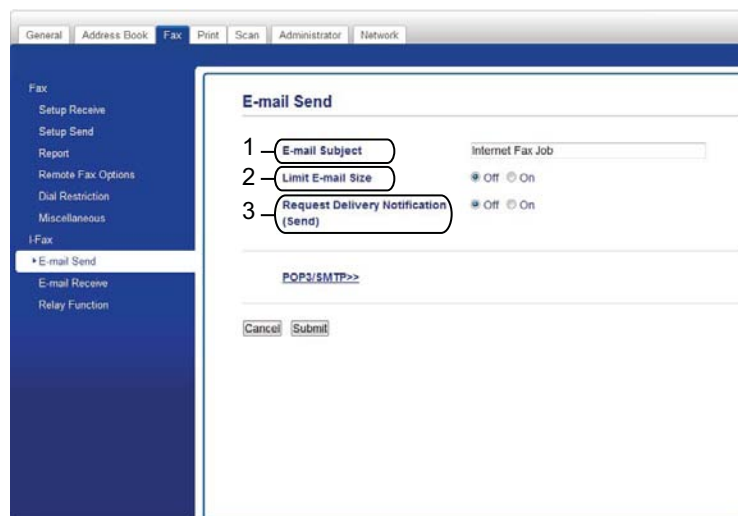 General Address Book Fax Print Scan Administrator Network
Fax
Setup Receive
Setup Send
Report
Remote Fax Options
Dial Restriction
Miscellaneous
I-Fax
E-mail Send
E-mail Receive
Relay Function
E-mail Send
1 E-mail Subject Internet Fax Job
2 Limit E-mail Size Off On
3 Request Delivery Notification Off On
(Send)
POP3/SMTP>>
Cancel Submit